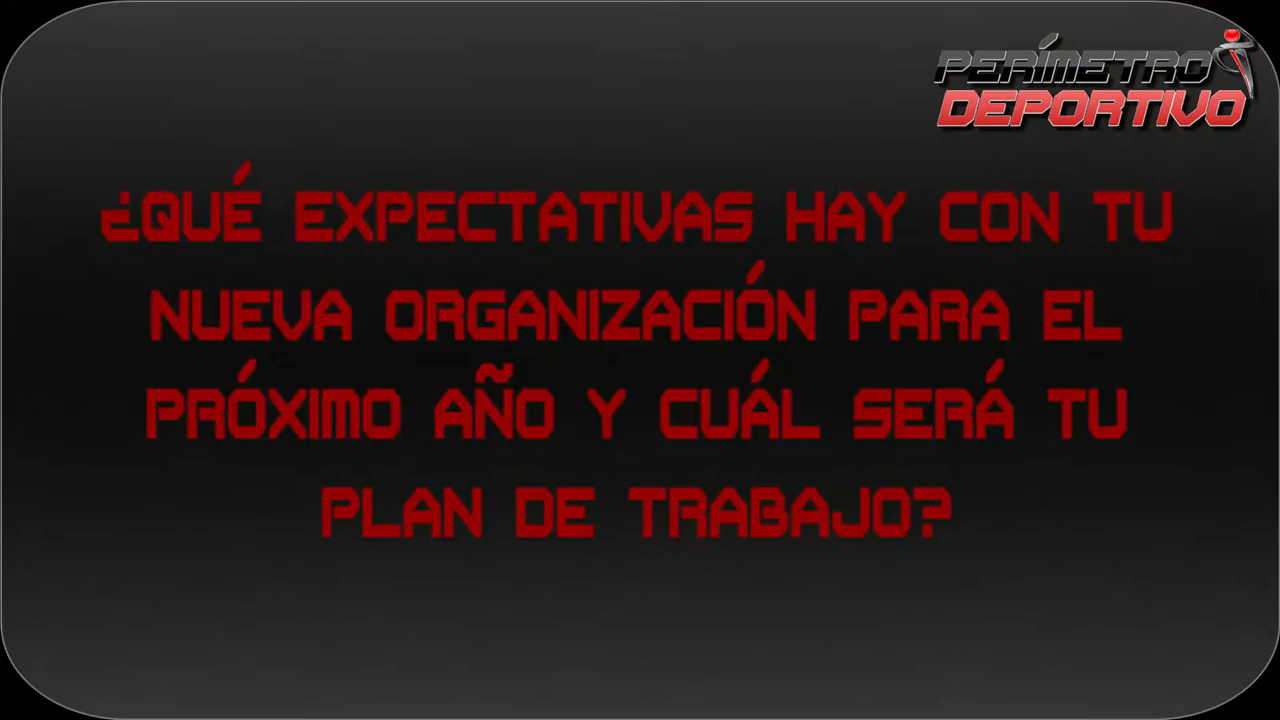 PERÍMETRO
DEPORTIVO
¿QUÉ EXPECTATIVAS HAY CON TU
NUEVA ORGANIZACIÓN PARA EL
PRÓXIMO AÑO Y CUÁL SERÁ TU
PLAN DE TRABAJO?